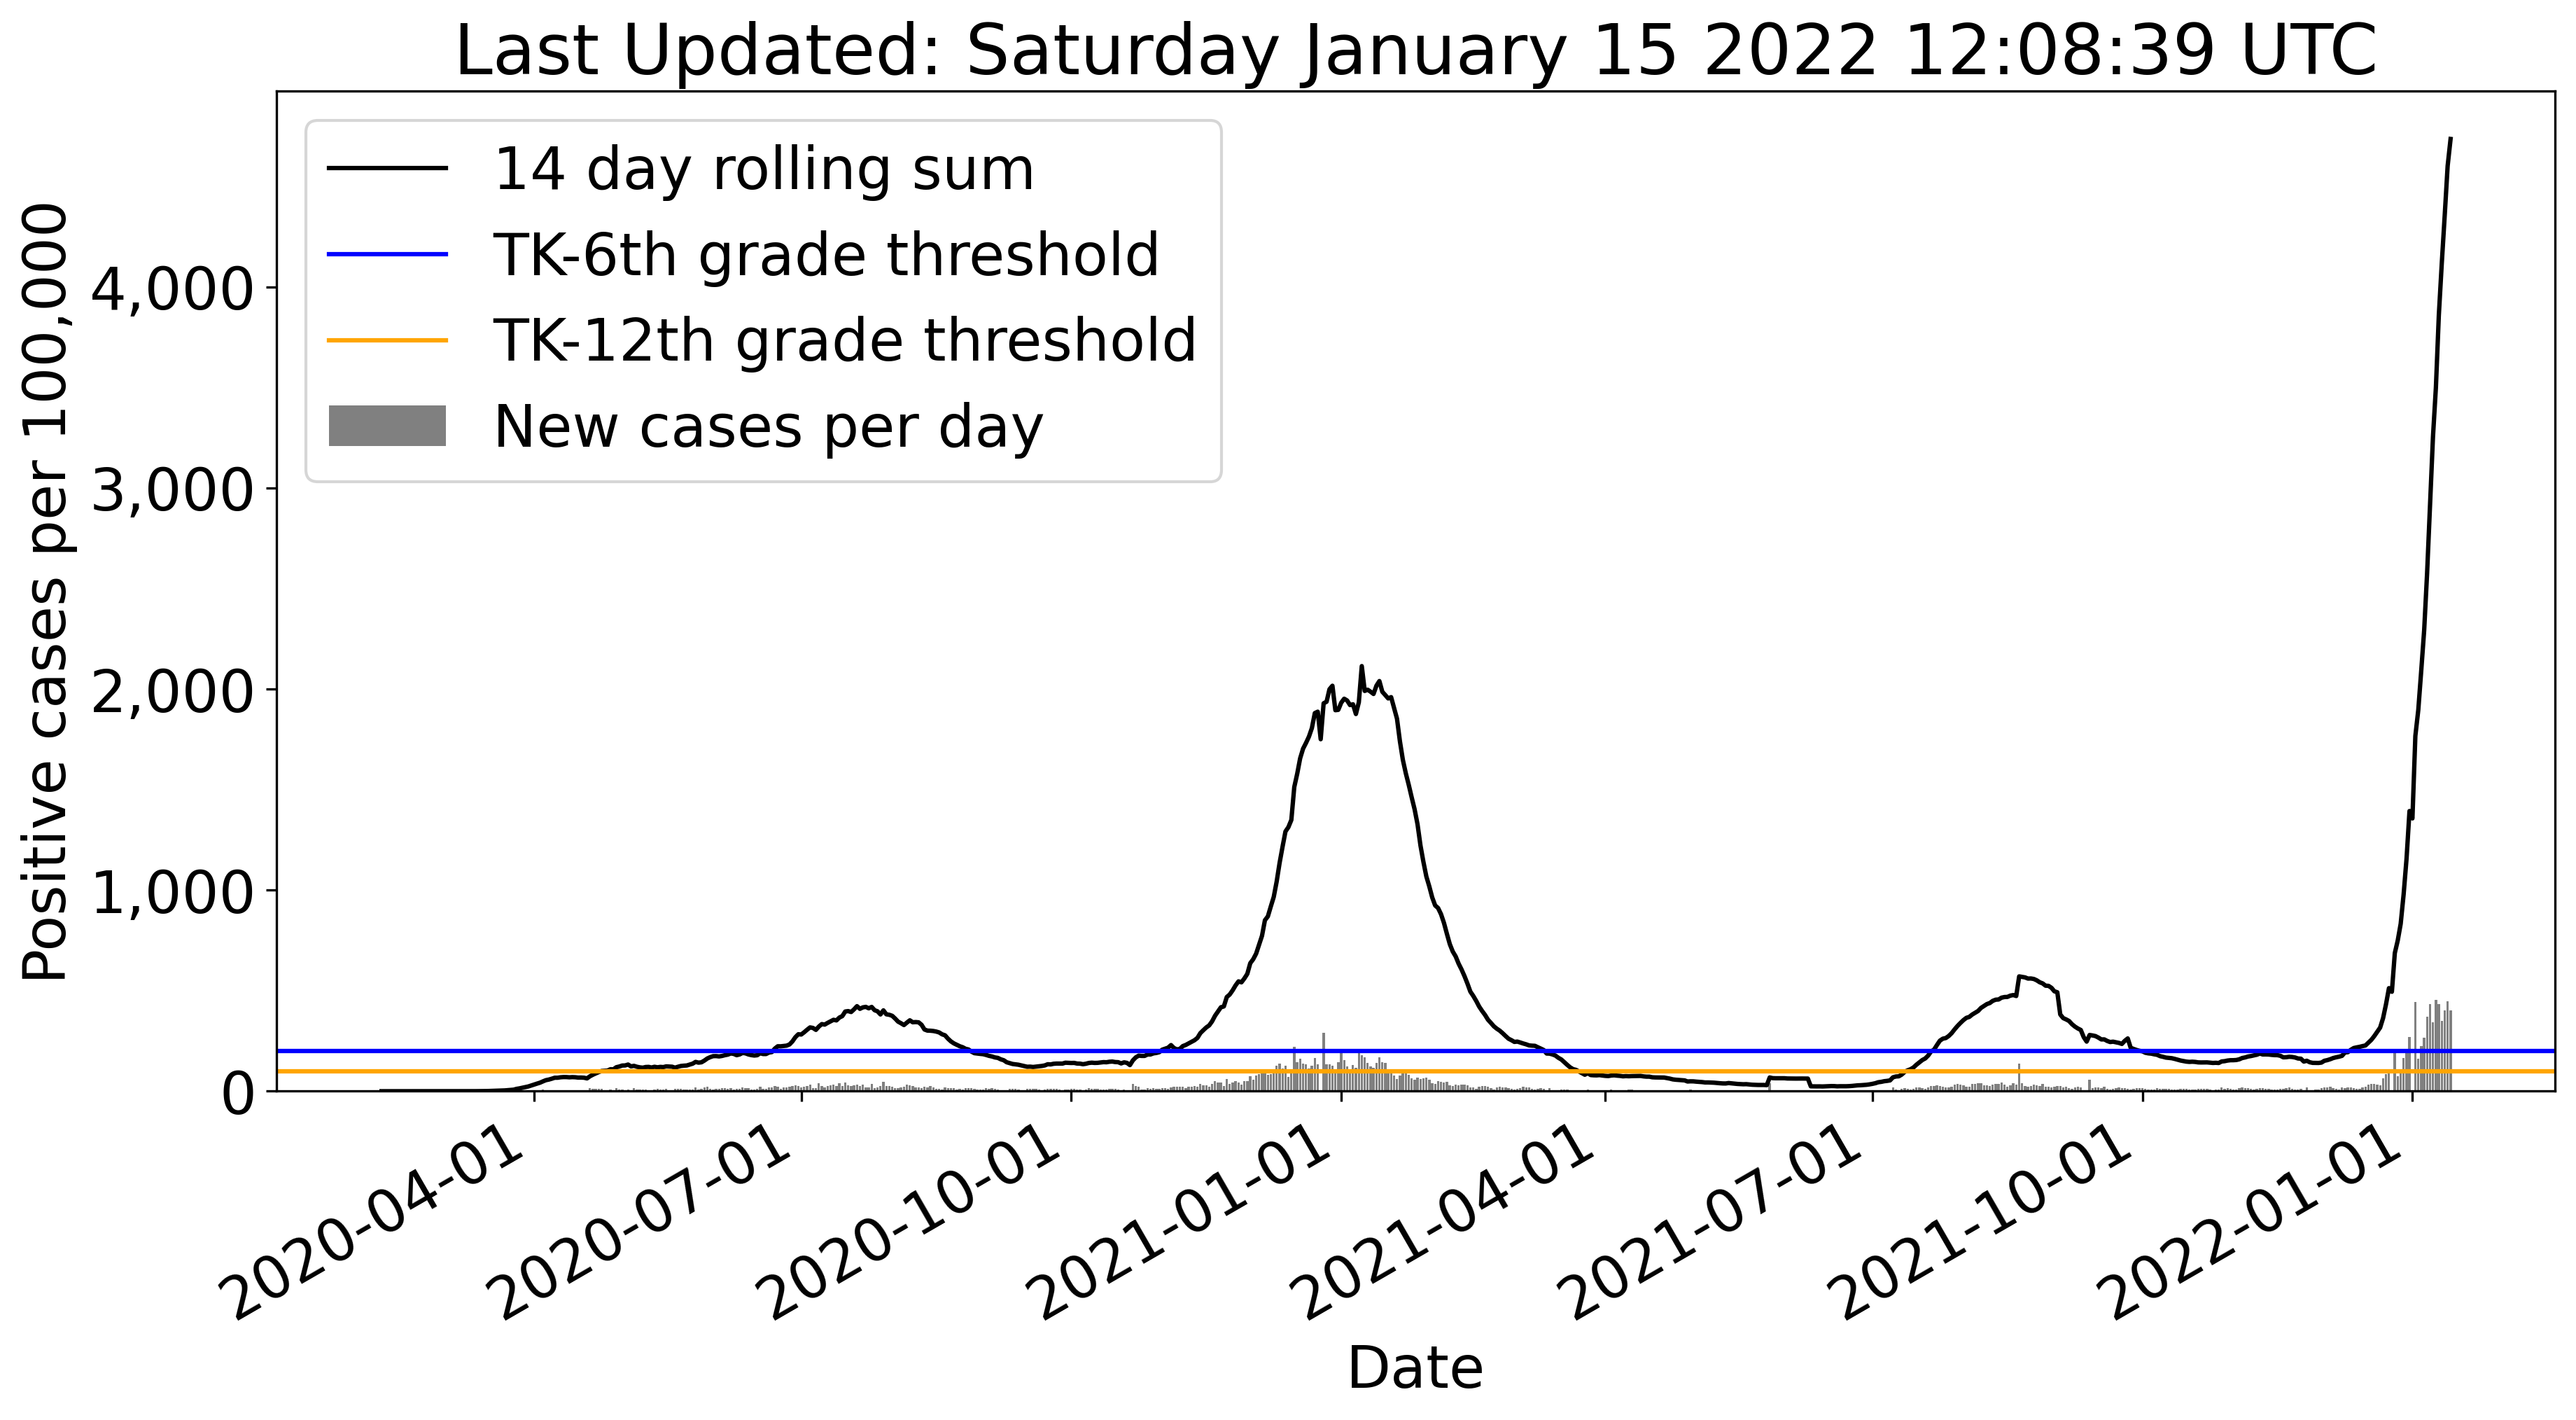 Last Updated: Saturday January 15 2022 12:08:39 UTC
14 day rolling sum
TK-6th grade threshold
TK-12th grade threshold
New cases per day
Positive cases per 100,000
4,000
3,000
2,000
1,000
0
2020-04-01
2020-07-01
2020-10-01
2021-01-01
2021-04-01
2021-07-01
2021-10-01
2022-01-01
Date